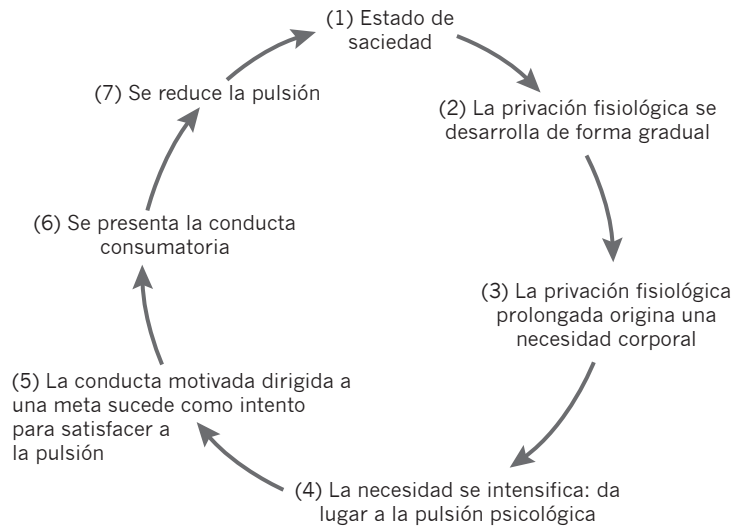 (1) Estado de
saciedad
(2) La privación fisiológica se
desarrolla de forma gradual
(3) La privación fisiológica
prolongada origina una
necesidad corporal
(4) La necesidad se intensifica: da
lugar a la pulsión psicológica
(5) La conducta motivada dirigida a
una meta sucede como intento
para satisfacer a
la pulsión
(6) Se presenta la conducta
consumatoria
(7) Se reduce la pulsión